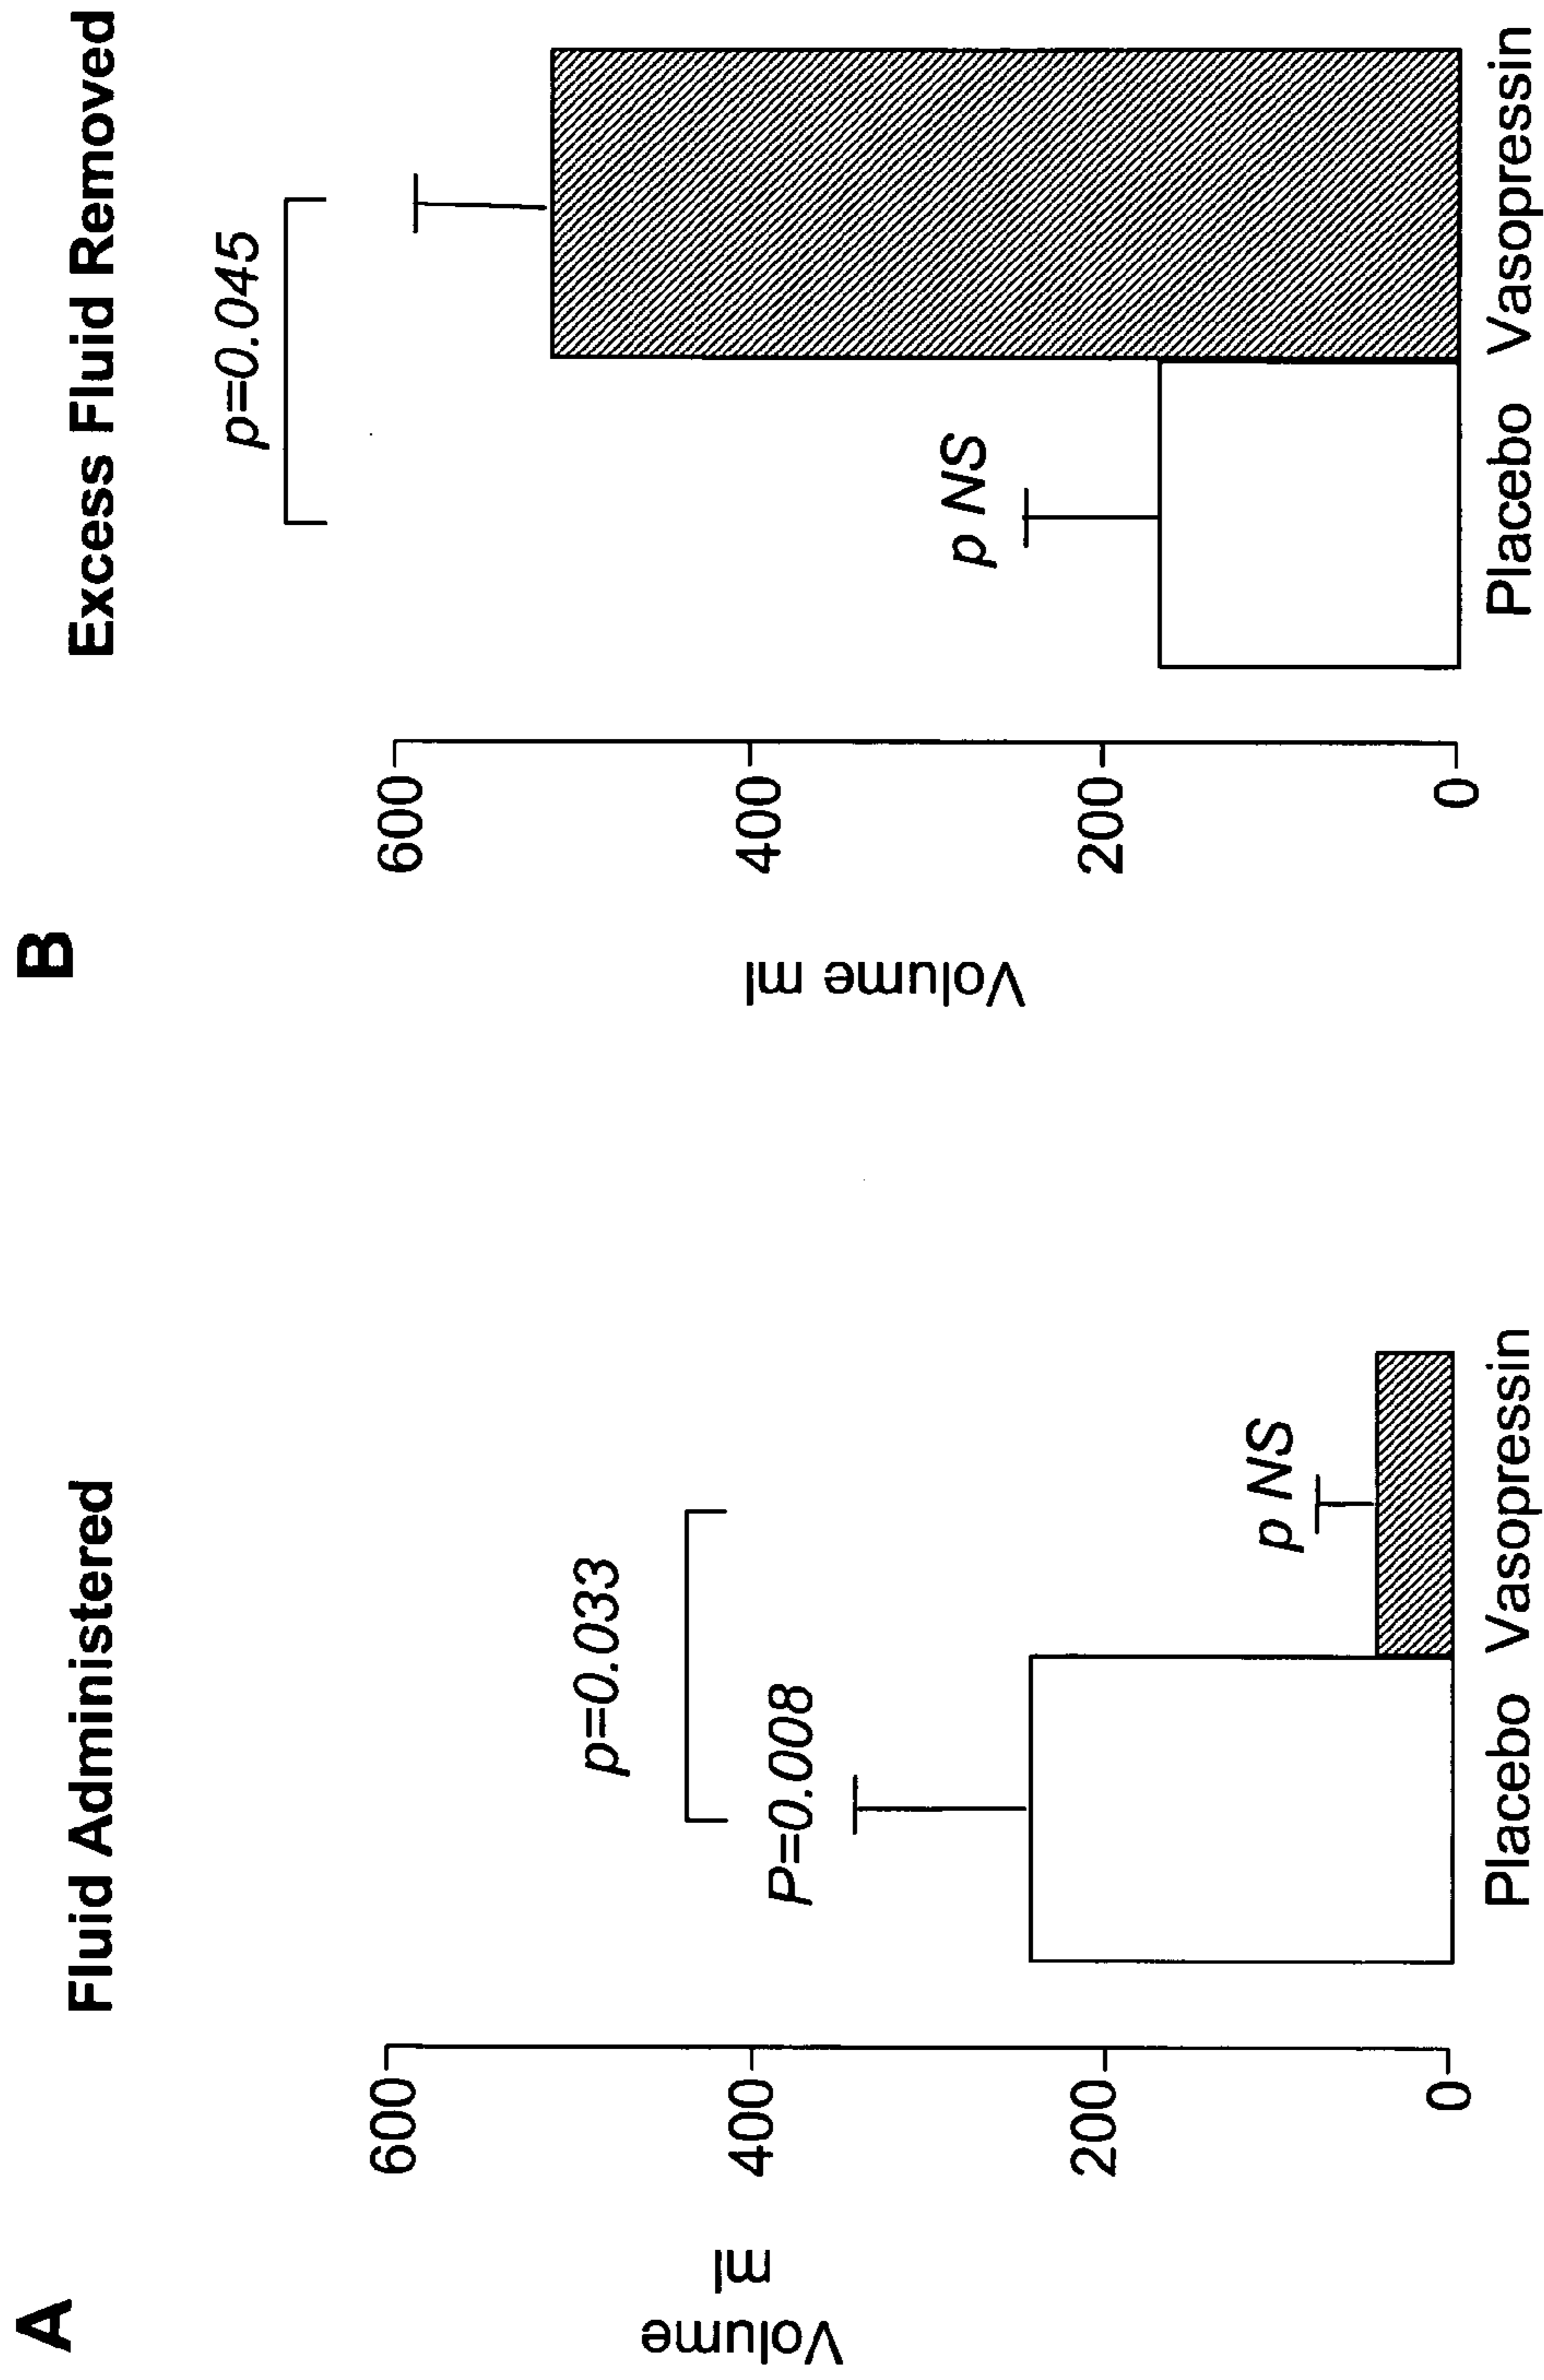 A
Fluid Administered
Volume
ml
600
400
200
0
p=0.033
P=0.008
p NS
Placebo Vasopressin
B
Excess Fluid Removed
Volume ml
600
400
200
0
p=0.045
p NS
Placebo Vasopressin